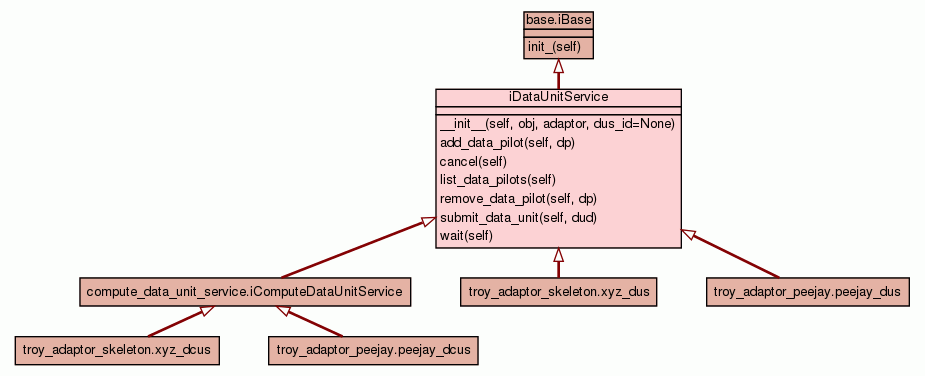 base.iBase
init_(self)
iDataUnitService
__init__(self, obj, adaptor, dus_id=None)
add_data_pilot(self, dp)
cancel(self)
list_data_pilots(self)
remove_data_pilot(self, dp)
submit_data_unit(self, dud)
wait(self)
compute_data_unit_service.iComputeDataUnitService
troy_adaptor_skeleton.xyz_dus
troy_adaptor_peejay.peejay_dus
troy_adaptor_skeleton.xyz_dcus
troy_adaptor_peejay.peejay_dcus